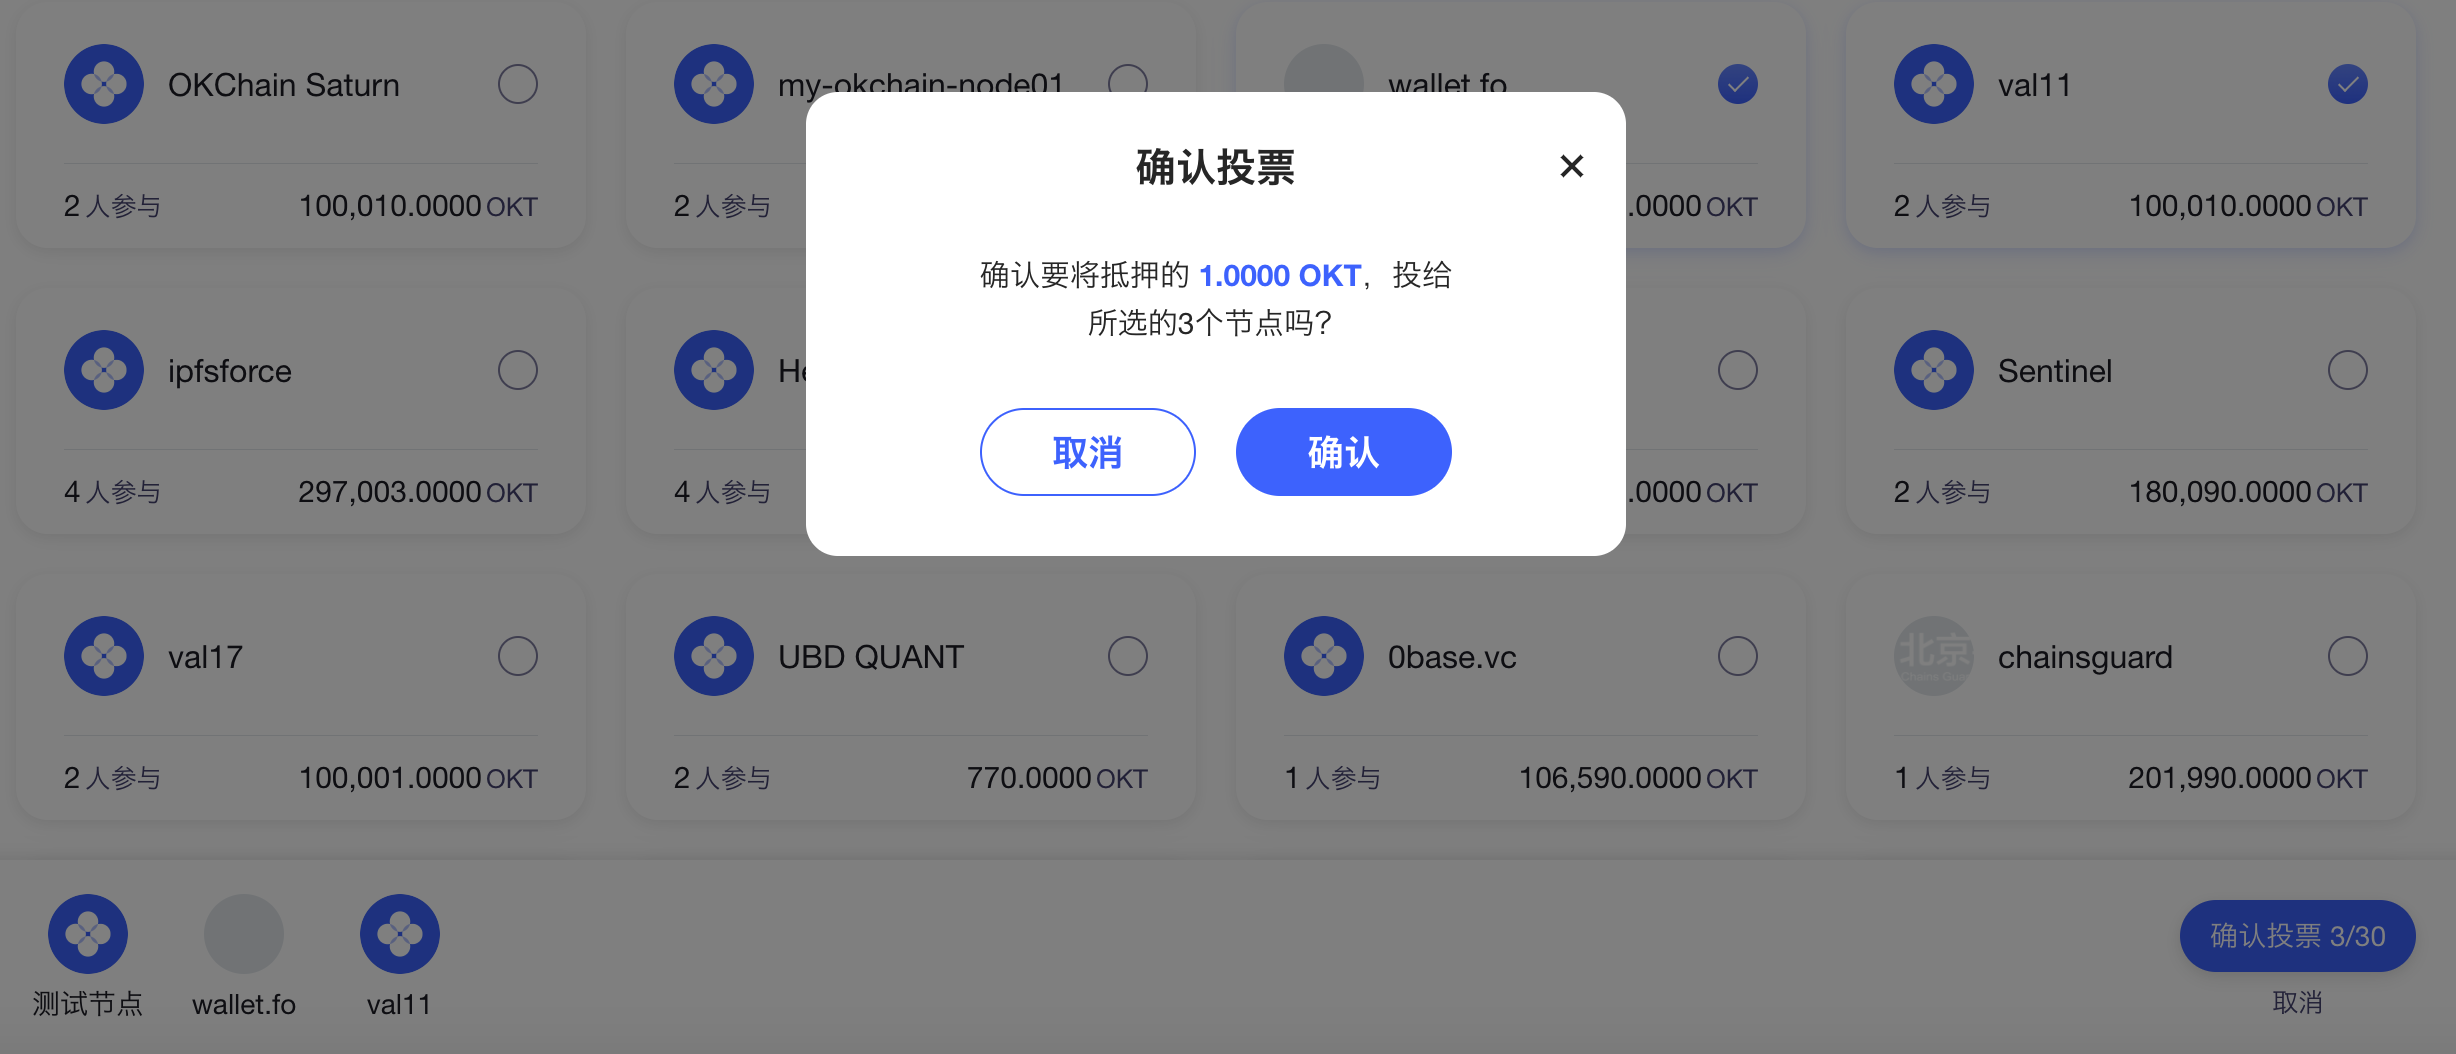 OKChain Saturn
my-okchain-node01
wallet.fo
val11
2 人参与
100,010.0000 OKT
2 人参与
.0000 OKT
2 人参与
100,010.0000 OKT
确认投票
确认要将抵押的 1.0000 OKT，投给
所选的3个节点吗？
取消
确认
ipfsforce
Sentinel
4 人参与
297,003.0000 OKT
4 人参与
.0000 OKT
2 人参与
180,090.0000 OKT
val17
UBD QUANT
0base.vc
北京
chainsguard
2 人参与
100,001.0000 OKT
2 人参与
770.0000 OKT
1 人参与
106,590.0000 OKT
1 人参与
201,990.0000 OKT
测试节点
wallet.fo
val11
确认投票 3/30
取消